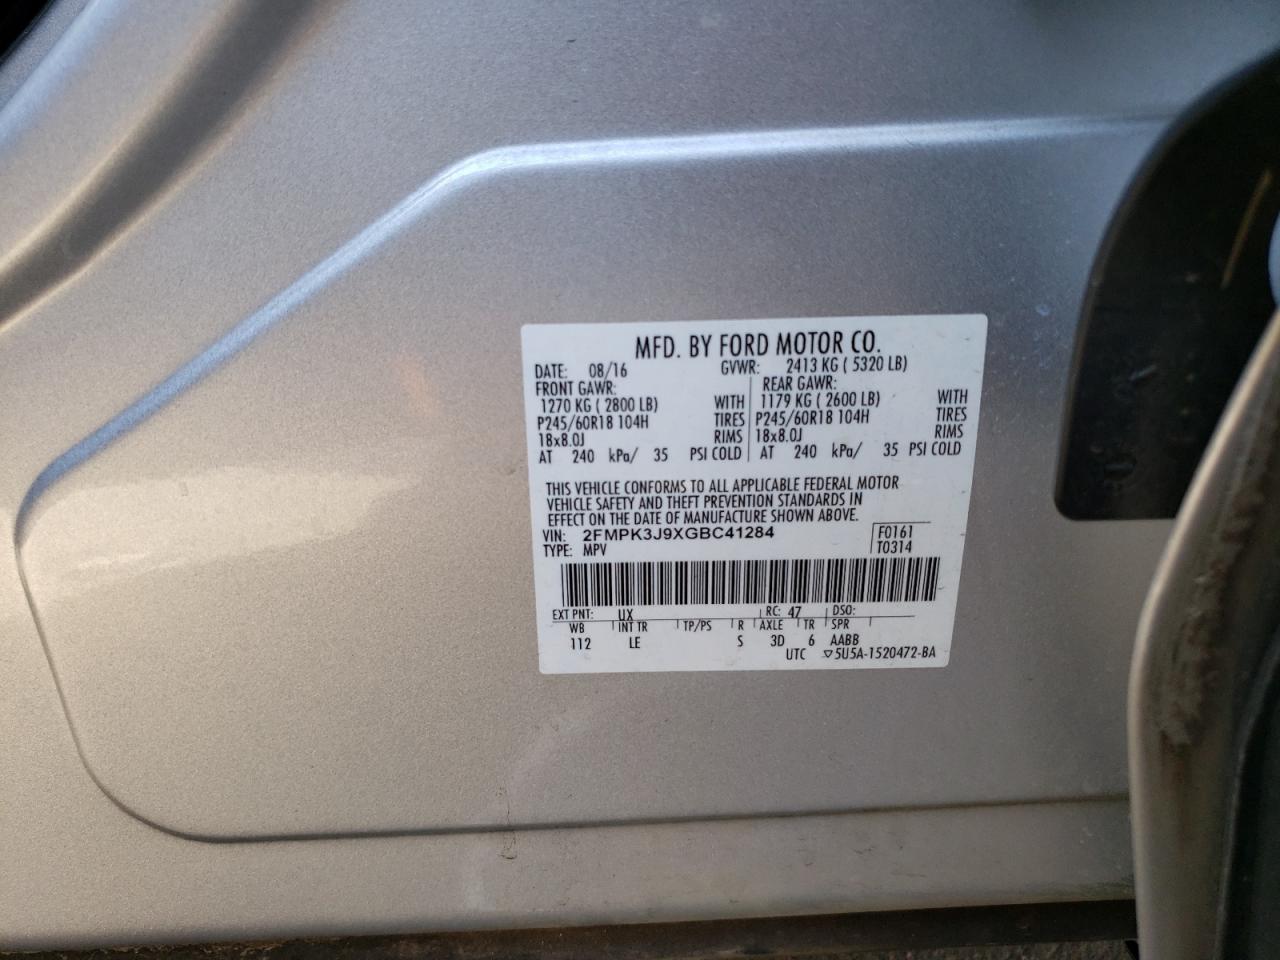 MFD. BY FORD MOTOR CO.
DATE: 08/16 GVWR: 2413 KG ( 5320 LB)
FRONT GAWR: REAR GAWR:
1270 KG ( 2800 LB) WITH 1179 KG ( 2600 LB) WITH
P245/60R18 104H TIRES P245/60R18 104H TIRES
18x8.0J RIMS 18x8.0J RIMS
AT 240 kPa/ 35 PSI COLD AT 240 kPa/ 35 PSI COLD
THIS VEHICLE CONFORMS TO ALL APPLICABLE FEDERAL MOTOR
VEHICLE SAFETY AND THEFT PREVENTION STANDARDS IN
EFFECT ON THE DATE OF MANUFACTURE SHOWN ABOVE.
VIN: 2FMPK3J9XGBC41284 F0161
TYPE: MPV T0314
EXT PNT: UX RC: 47 DSO:
WB INT TR TP/PS R AXLE TR SPR
112 LE S 3D 6 AABB
UTC ▽5U5A-1520472-BA